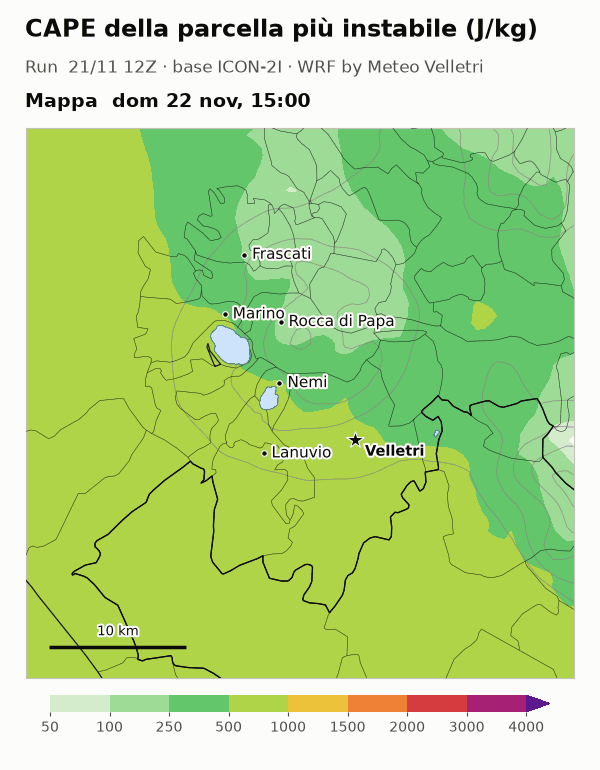 CAPE della parcella più instabile (J/kg)
Run  21/11 12Z · base ICON-2I · WRF by Meteo Velletri
Mappa  dom 22 nov, 15:00
Frascati
Marino
Rocca di Papa
Nemi
Velletri
Lanuvio
10 km
50 100 250 500 1000 1500 2000 3000 4000